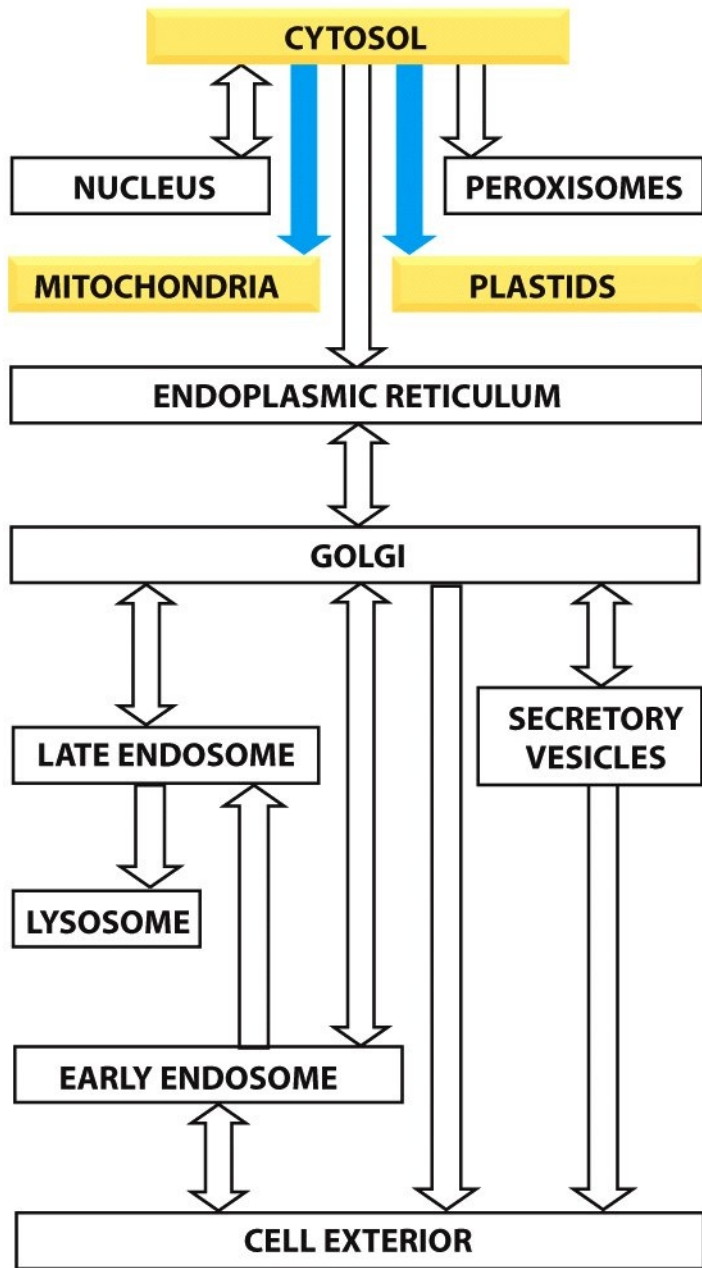 CYTOSOL
NUCLEUS
PEROXISOMES
MITOCHONDRIA
PLASTIDS
ENDOPLASMIC RETICULUM
GOLGI
SECRETORY
VESICLES
LATE ENDOSOME
LYSOSOME
EARLY ENDOSOME
CELL EXTERIOR